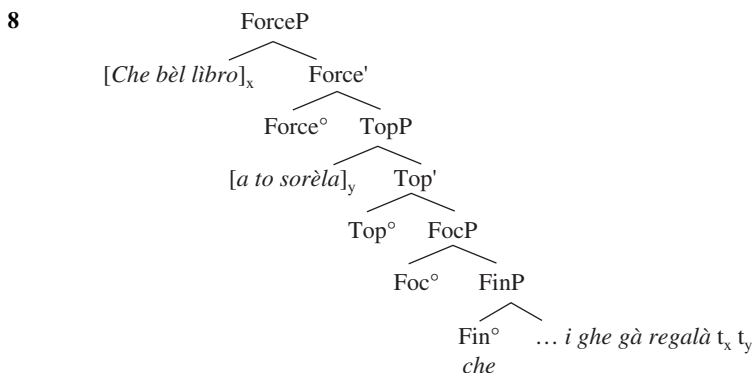 8 ForceP
[Che bèl lìbro]x Force'
Force° TopP
[a to sorèla]y Top'
Top° FocP
Foc° FinP
Fin° … i ghe gà regalà tx ty
che